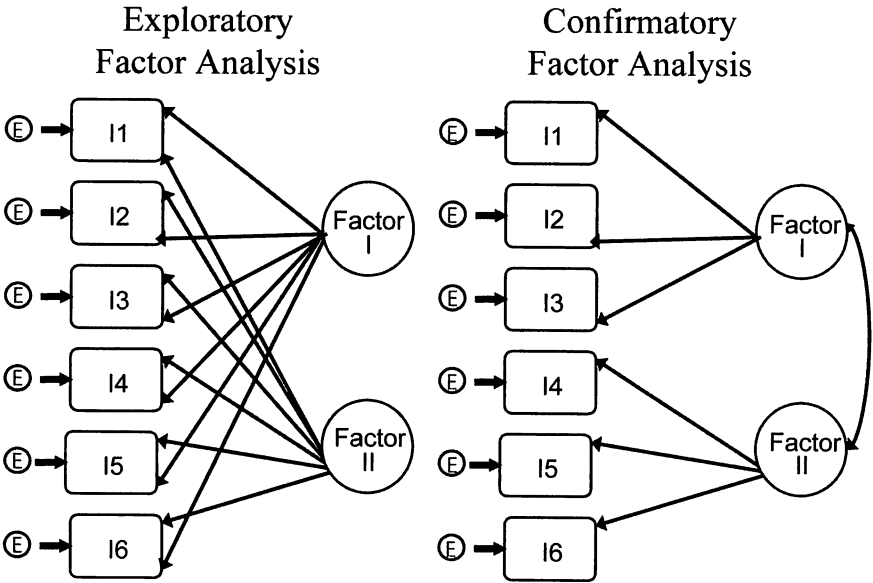 Exploratory
Factor Analysis
E
I1
E
I2
E
I3
E
I4
E
I5
E
I6
Factor
I
Factor
II
Confirmatory
Factor Analysis
E
I1
E
I2
E
I3
E
I4
E
I5
E
I6
Factor
I
Factor
II